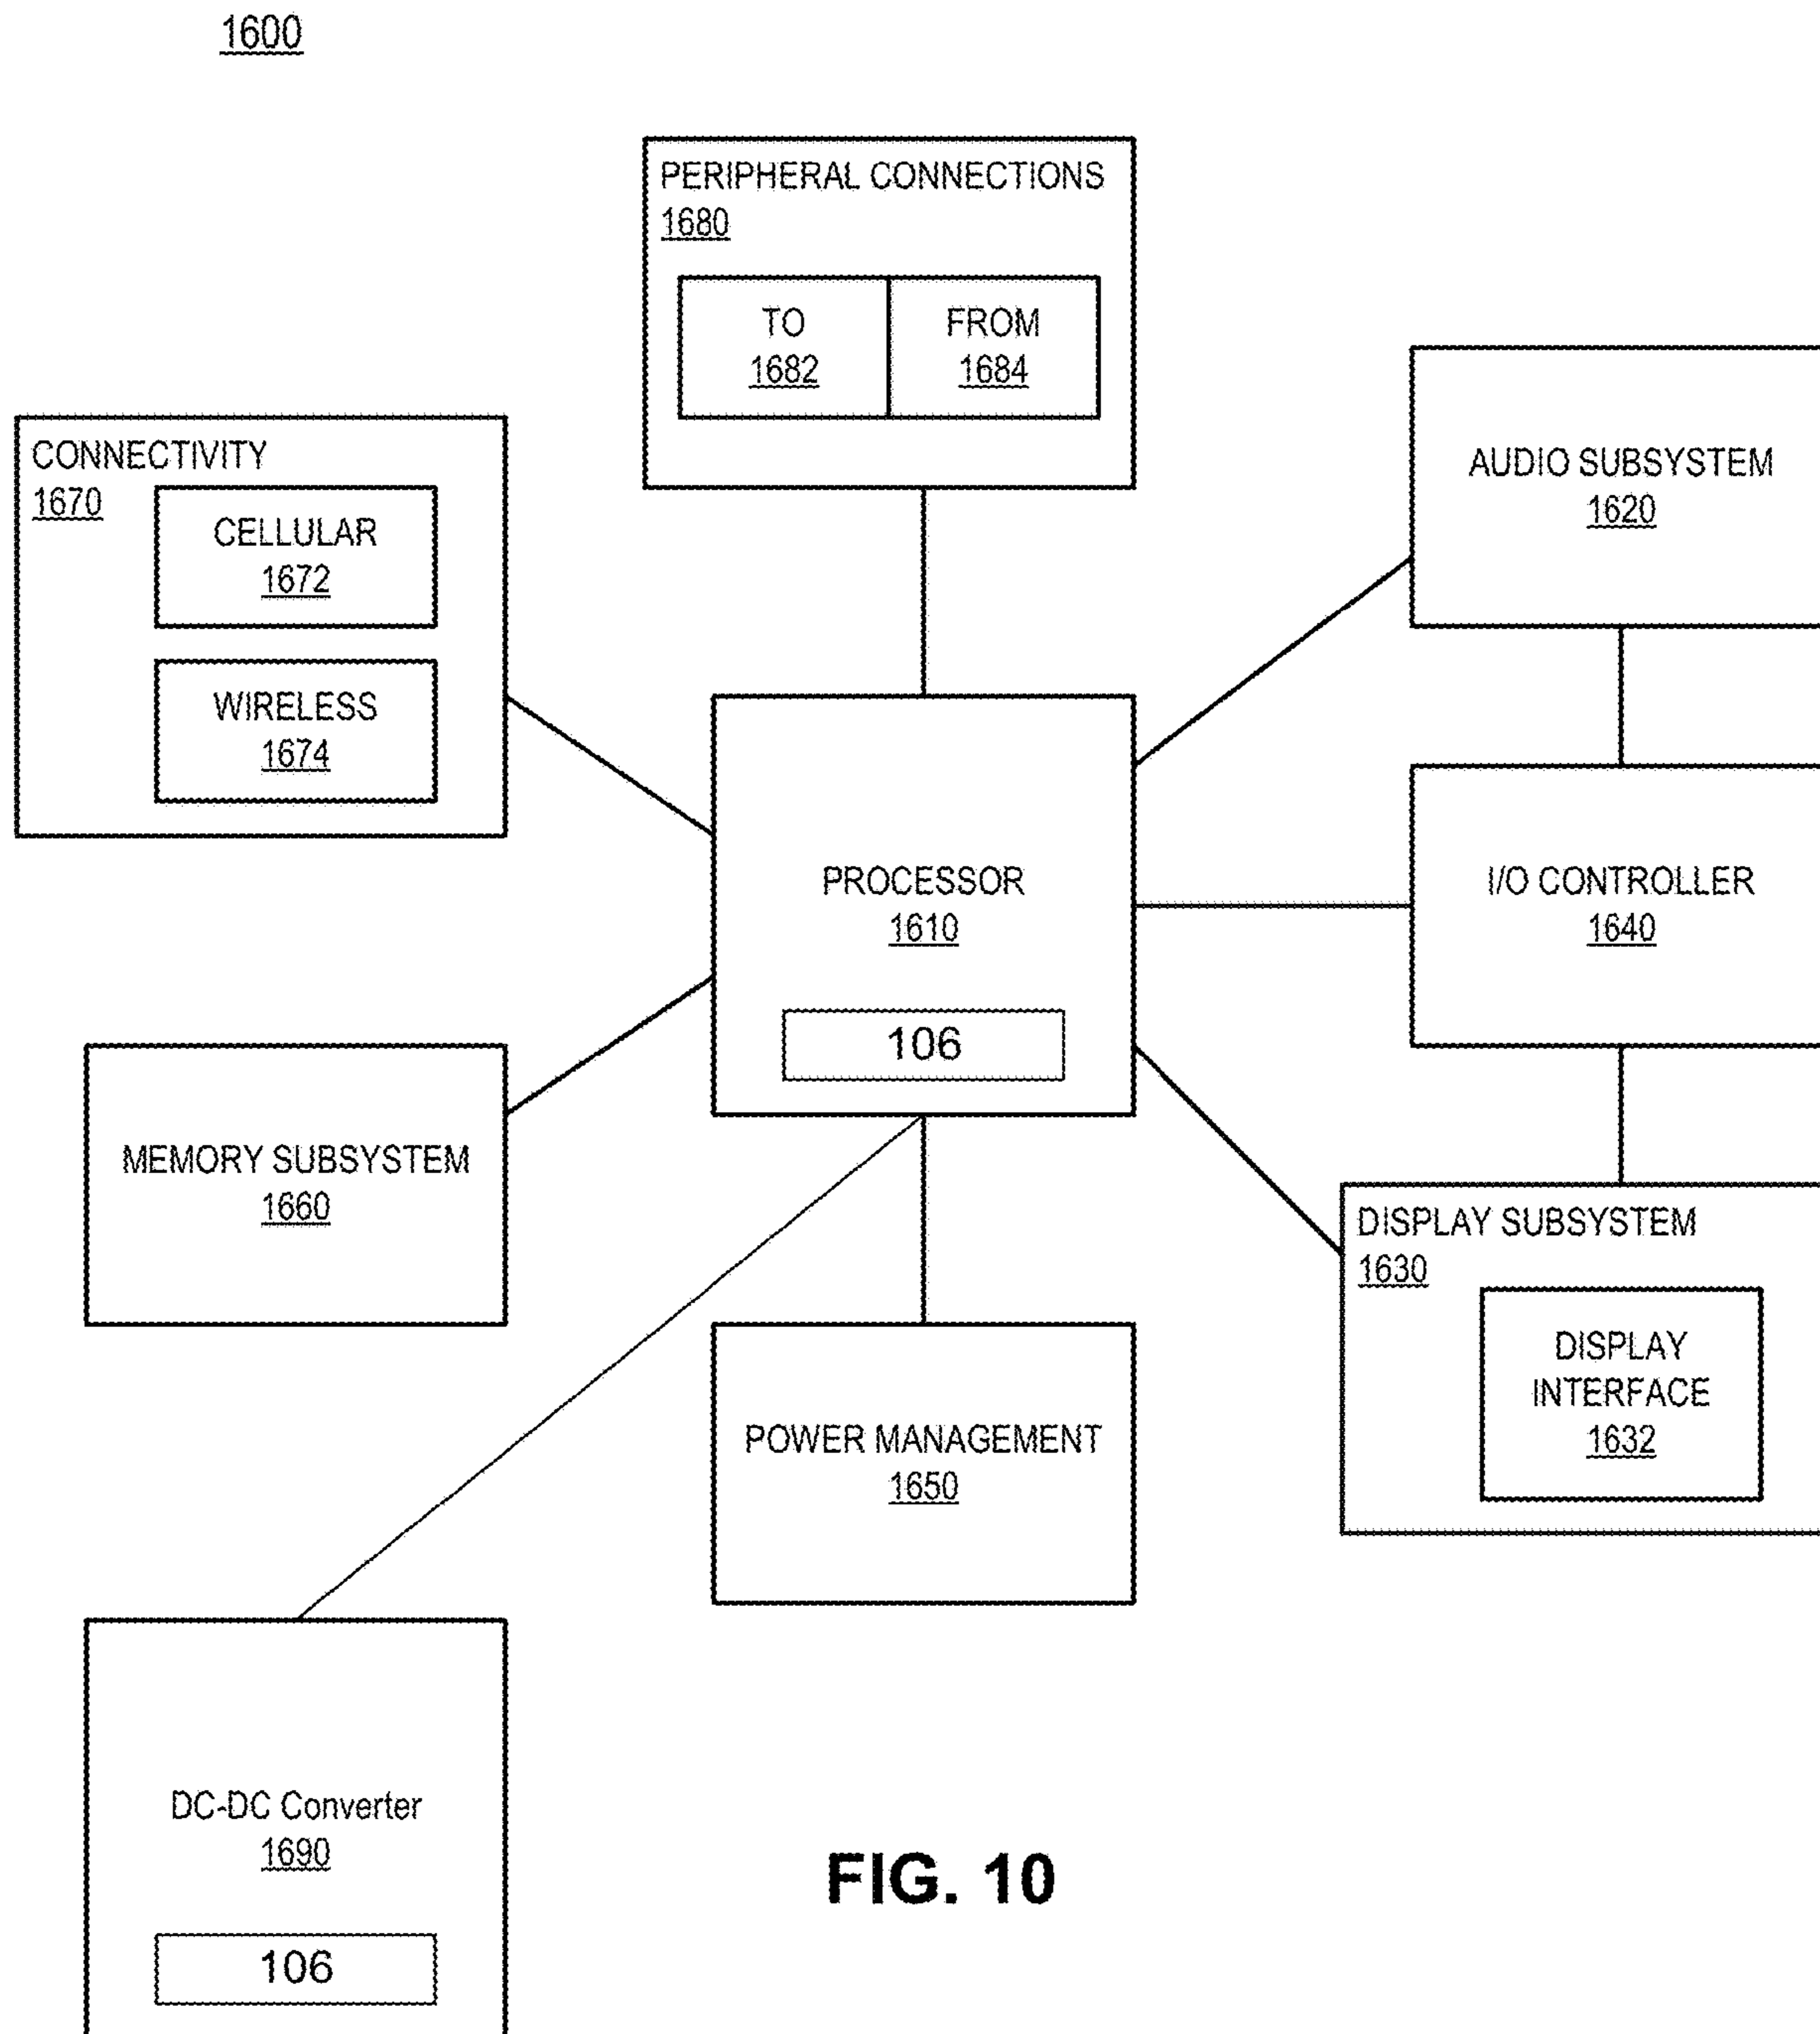 1600
PERIPHERAL CONNECTIONS
1680
TO
1682
FROM
1684
CONNECTIVITY
1670
CELLULAR
1672
WIRELESS
1674
AUDIO SUBSYSTEM
1620
PROCESSOR
1610
106
I/O CONTROLLER
1640
MEMORY SUBSYSTEM
1660
DISPLAY SUBSYSTEM
1630
DISPLAY
INTERFACE
1632
POWER MANAGEMENT
1650
DC-DC Converter
1690
106
FIG. 10